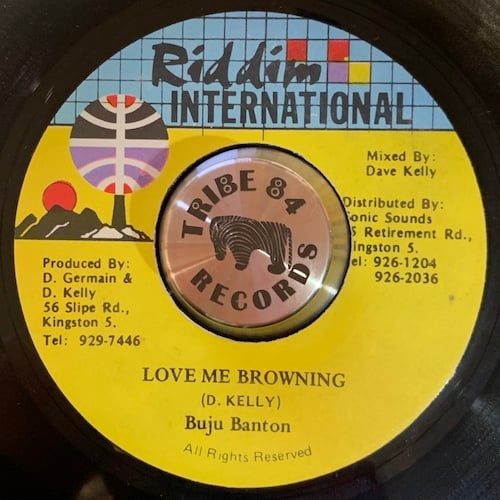 Riddim
INTERNATIONAL
Mixed By:
Dave Kelly
Distributed By:
Sonic Sounds
5 Retirement Rd.,
Kingston 5.
Tel: 926-1204
926-2036
TRIBE 84
RECORDS
Produced By:
D. Germain &
D. Kelly
56 Slipe Rd.,
Kingston 5.
Tel: 929-7446
LOVE ME BROWNING
(D. KELLY)
Buju Banton
All Rights Reserved